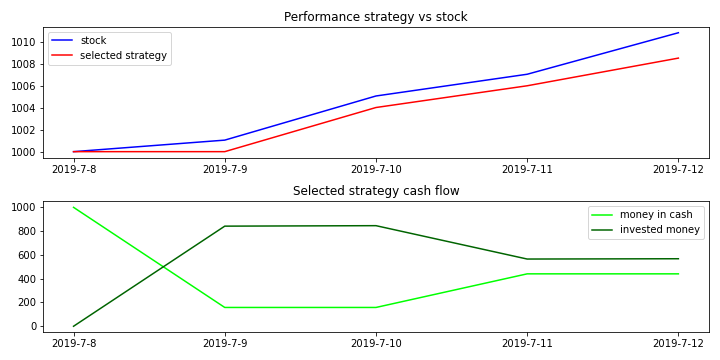 Performance strategy vs stock
stock
selected strategy
1010
1008
1006
1004
1002
1000
2019-7-8 2019-7-9 2019-7-10 2019-7-11 2019-7-12
Selected strategy cash flow
money in cash
invested money
1000
800
600
400
200
0
2019-7-8 2019-7-9 2019-7-10 2019-7-11 2019-7-12